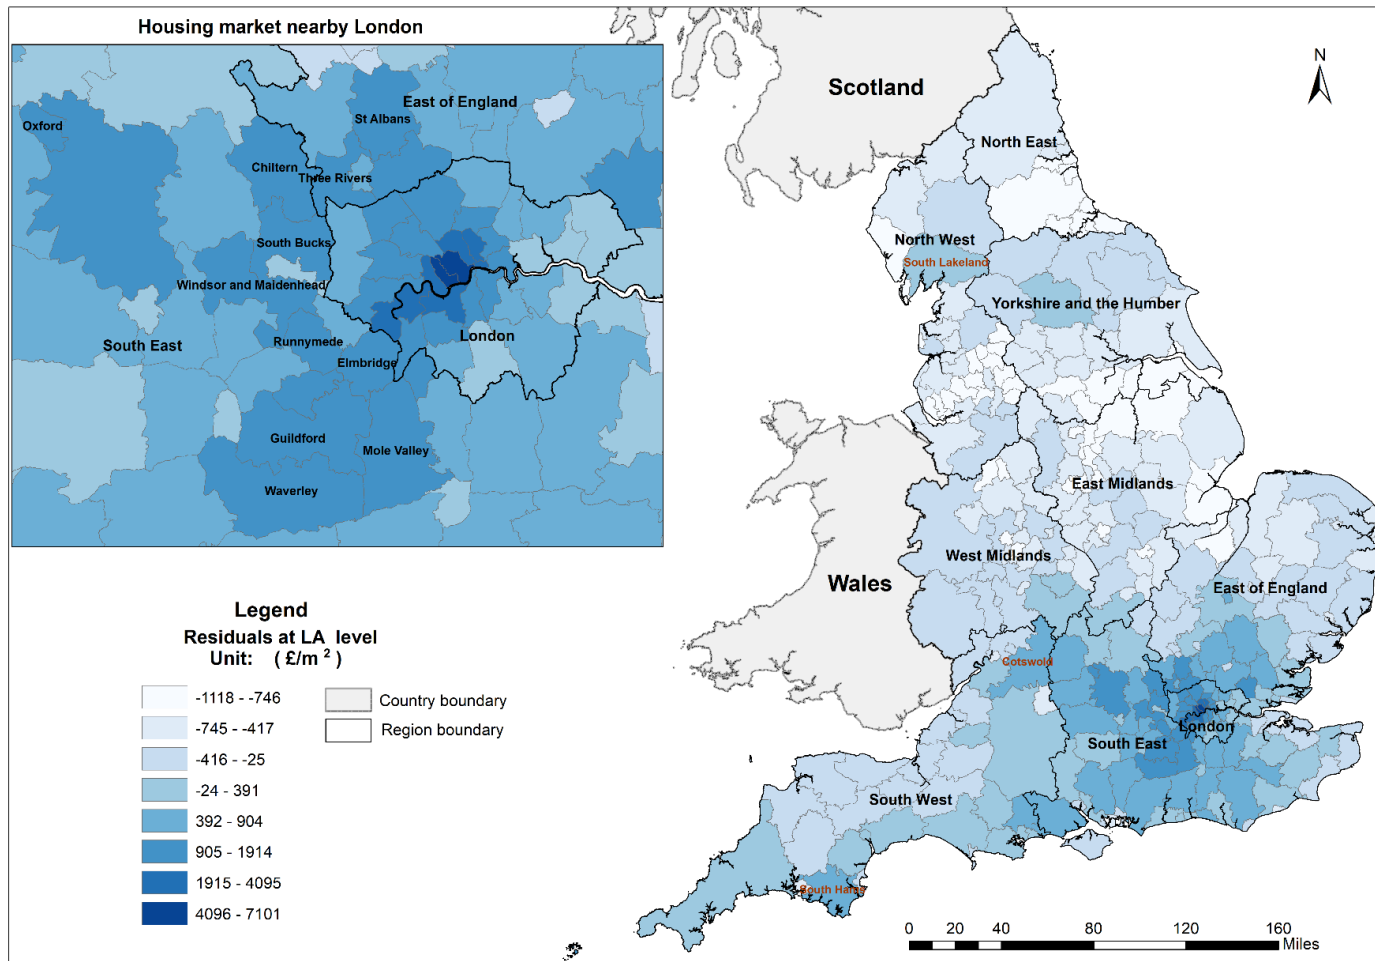 Housing market nearby London
East of England
St Albans
Oxford
Chiltern
Three Rivers
South Bucks
Windsor and Maidenhead
South East
Runnymede
London
Elmbridge
Guildford
Mole Valley
Waverley
N
Scotland
North East
North West
South Lakeland
Yorkshire and the Humber
East Midlands
West Midlands
Wales
East of England
Cotswold
London
South East
South West
South Hams
Legend
Residuals at LA level
Unit: ( £/m 2 )
-1118 - -746
-745 - -417
-416 - -25
-24 - 391
392 - 904
905 - 1914
1915 - 4095
4096 - 7101
Country boundary
Region boundary
0 20 40 80 120 160
Miles